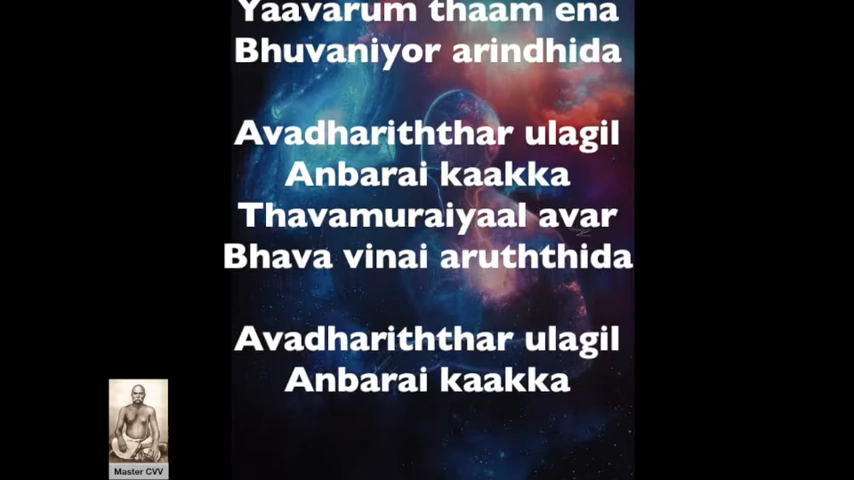 Yaavarum thaam ena
Bhuvaniyor arindhida
Avadhariththar ulagil
Anbarai kaakka
Thavamuraiyaal avar
Bhava vinai aruththida
Avadhariththar ulagil
Anbarai kaakka
Master CVV